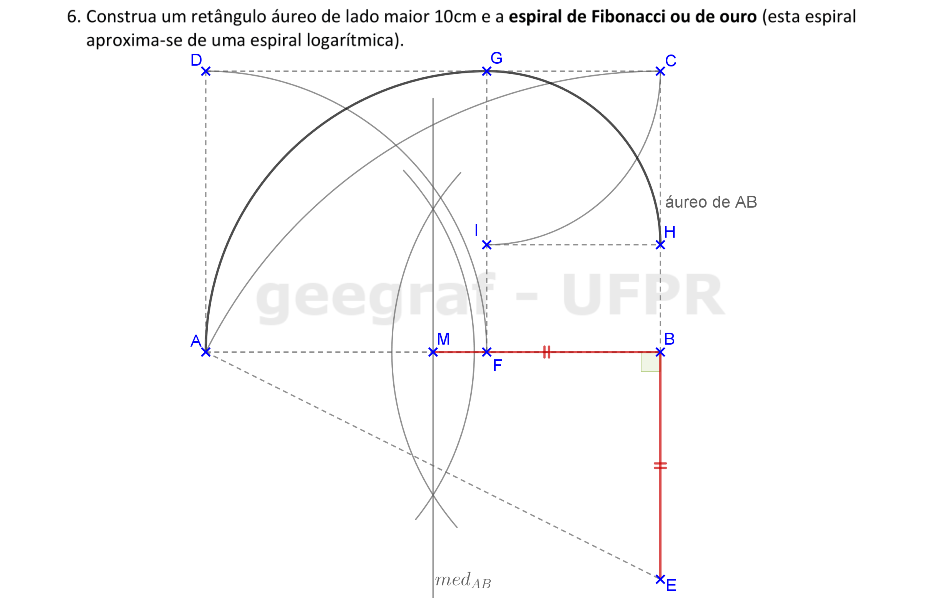 6. Construa um retângulo áureo de lado maior 10cm e a espiral de Fibonacci ou de ouro (esta espiral
aproxima-se de uma espiral logarítmica).
D
G
C
áureo de AB
I
H
geegraf - UFPR
A
M
B
F
med AB
E